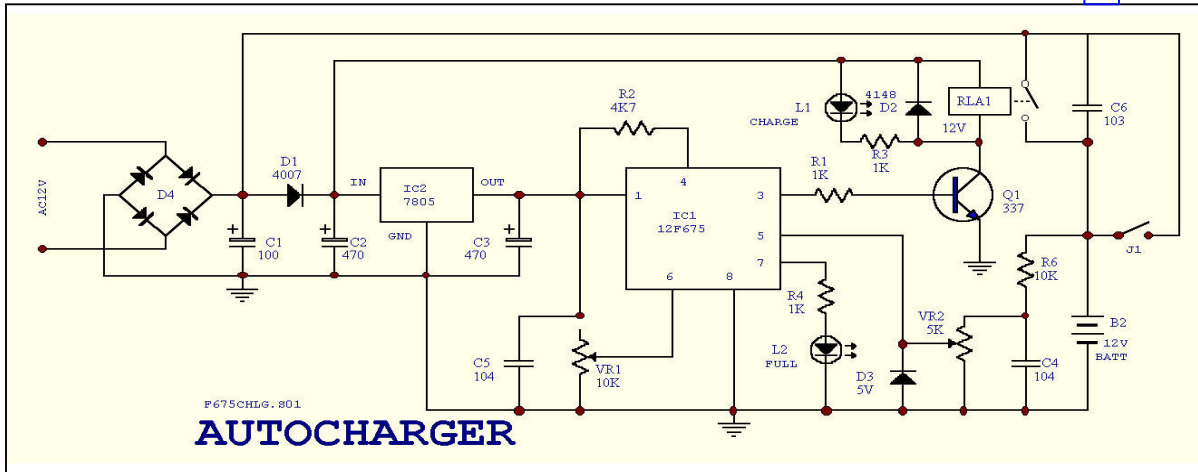 AC12V
D4
D1
4007
IN
IC2
7805
OUT
GND
C1
100
C2
470
C3
470
R2
4K7
4
1
3
IC1
12F675
5
7
6
8
R1
1K
L1
CHARGE
4148
D2
R3
1K
12V
RLA1
C6
103
Q1
337
J1
R6
10K
R4
1K
L2
FULL
D3
5V
VR2
5K
C4
104
B2
12V
BATT
C5
104
VR1
10K
F675CHLG.S01
AUTOCHARGER